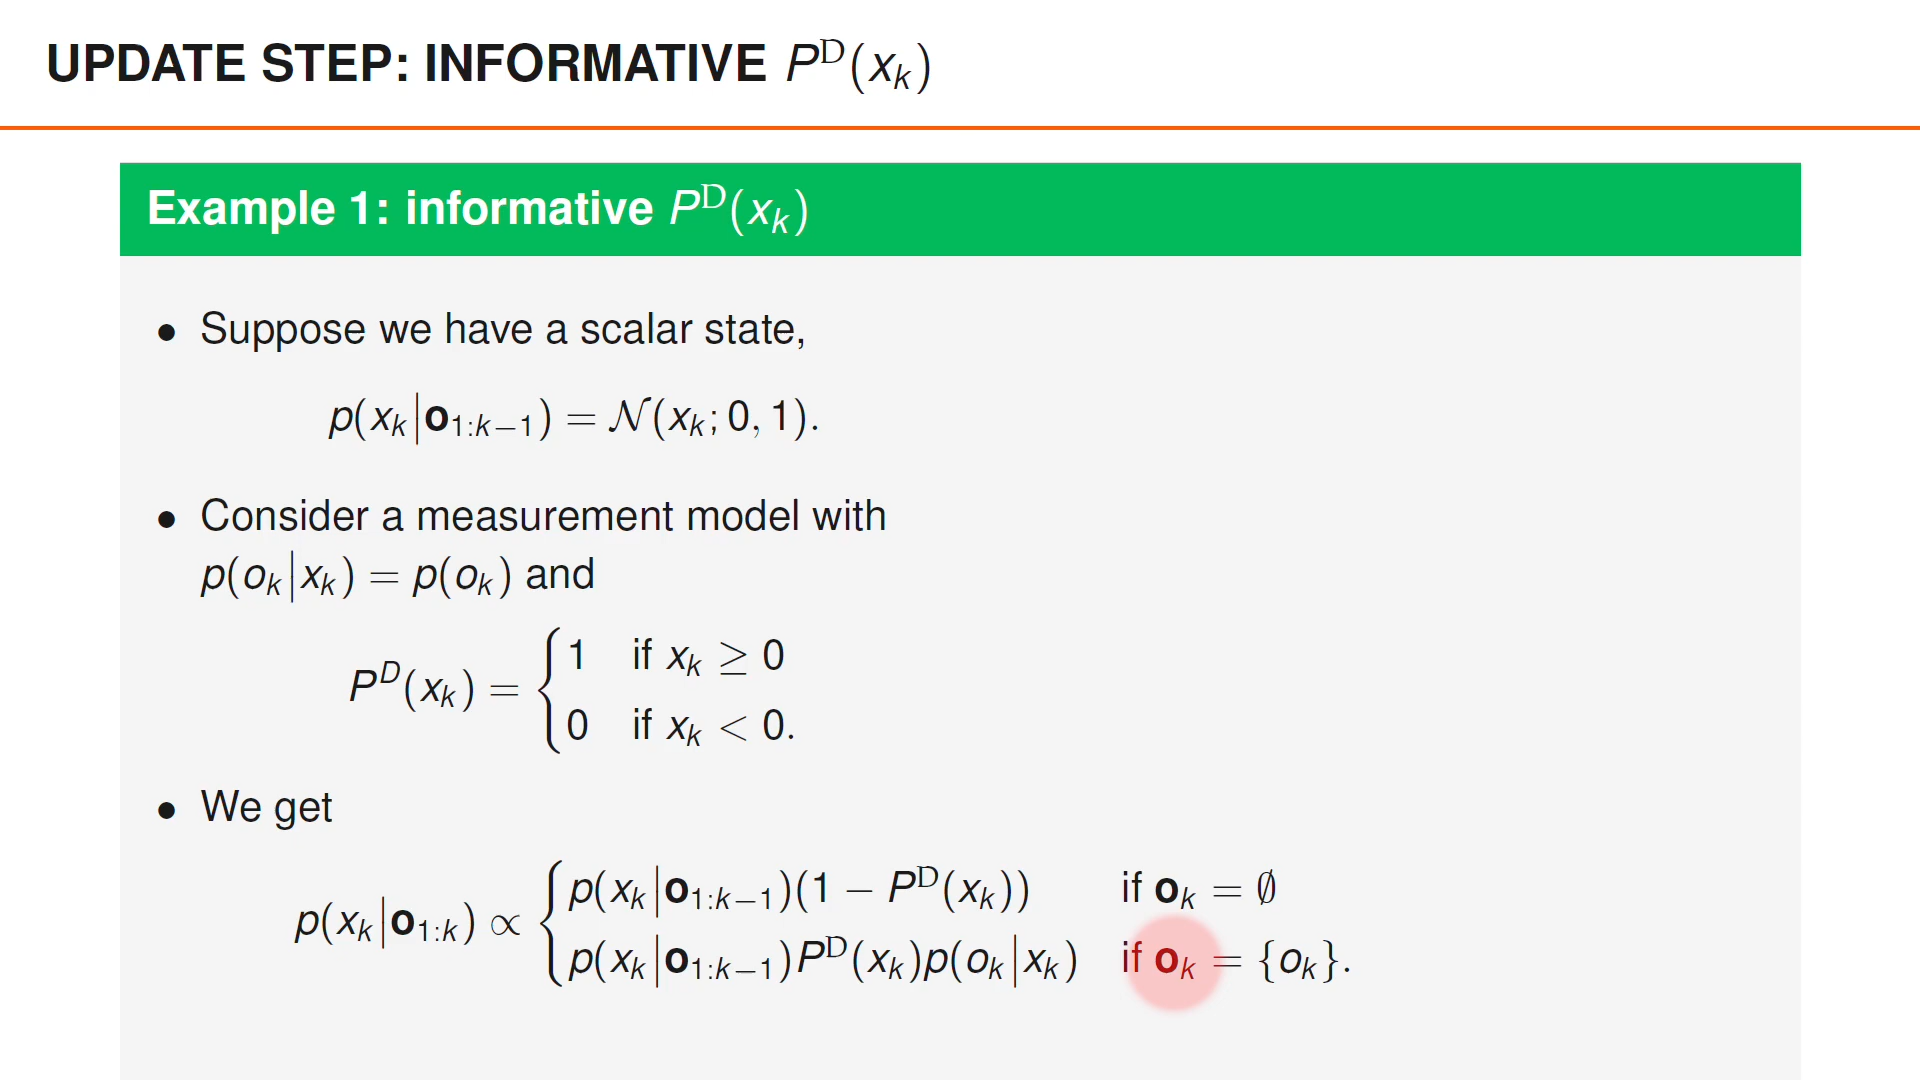 UPDATE STEP: INFORMATIVE P^D(x_k)
Example 1: informative P^D(x_k)
• Suppose we have a scalar state,
p(x_k|𝐨_{1:k−1}) = 𝒩(x_k; 0, 1).
• Consider a measurement model with
p(o_k|x_k) = p(o_k) and
P^D(x_k) = { 1 if x_k ≥ 0
0 if x_k < 0.
• We get
p(x_k|𝐨_{1:k}) ∝ { p(x_k|𝐨_{1:k−1})(1 − P^D(x_k)) if 𝐨_k = ∅
p(x_k|𝐨_{1:k−1})P^D(x_k)p(o_k|x_k) if 𝐨_k = {o_k}.